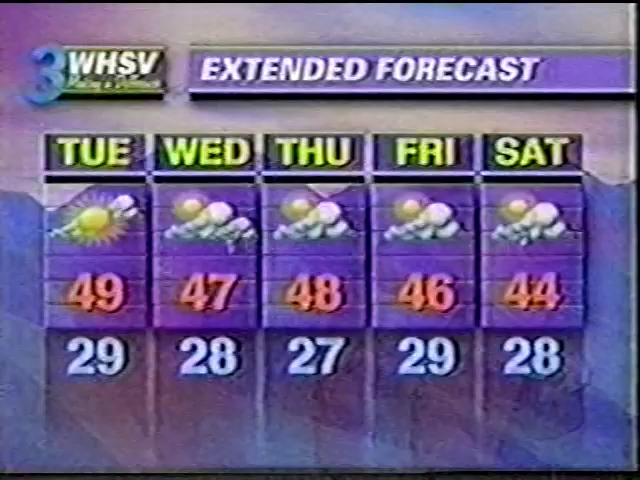 3 WHSV
EXTENDED FORECAST
TUE WED THU FRI SAT
49 47 48 46 44
29 28 27 29 28